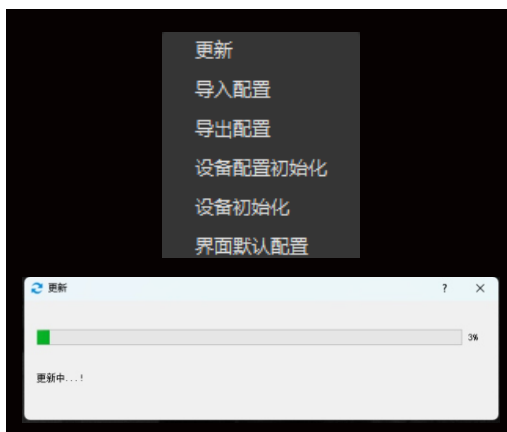 更新
导入配置
导出配置
设备配置初始化
设备初始化
界面默认配置
更新 ?
3%
更新中...!